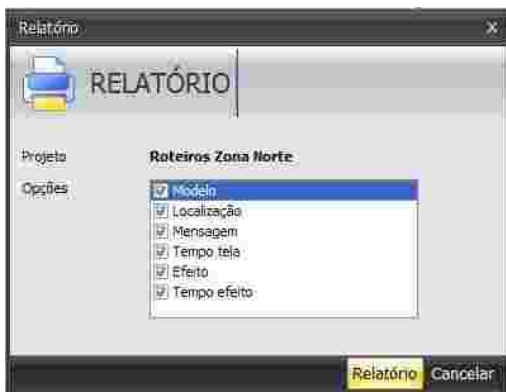 Relatório X
RELATÓRIO
Projeto Roteiros Zona Norte
Opções Modelo
Localização
Mensagem
Tempo tela
Efeito
Tempo efeito
Relatório Cancelar